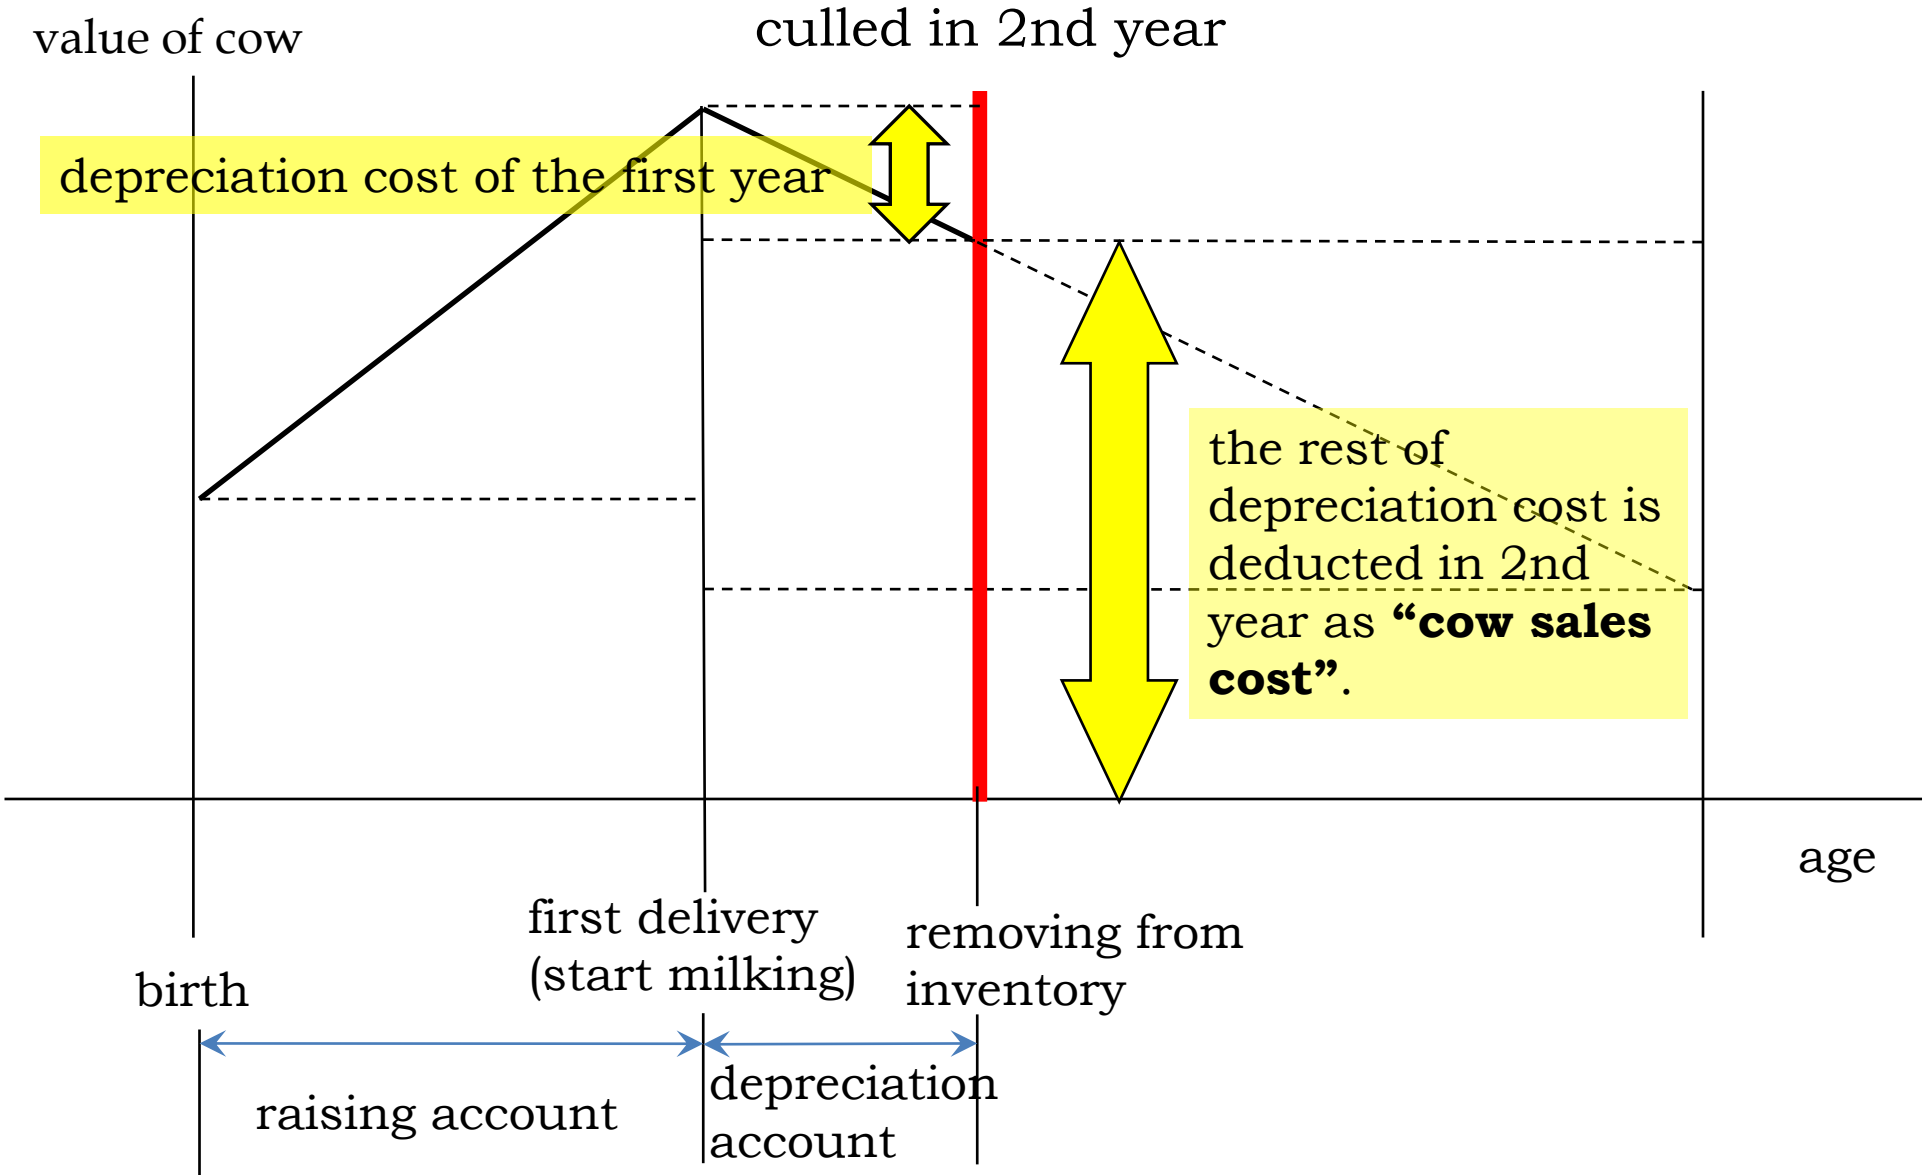 culled in 2nd year
value of cow
depreciation cost of the first year
the rest of
depreciation cost is
deducted in 2nd
year as “cow sales
cost”.
age
first delivery
(start milking)
removing from
inventory
birth
raising account
depreciation
account